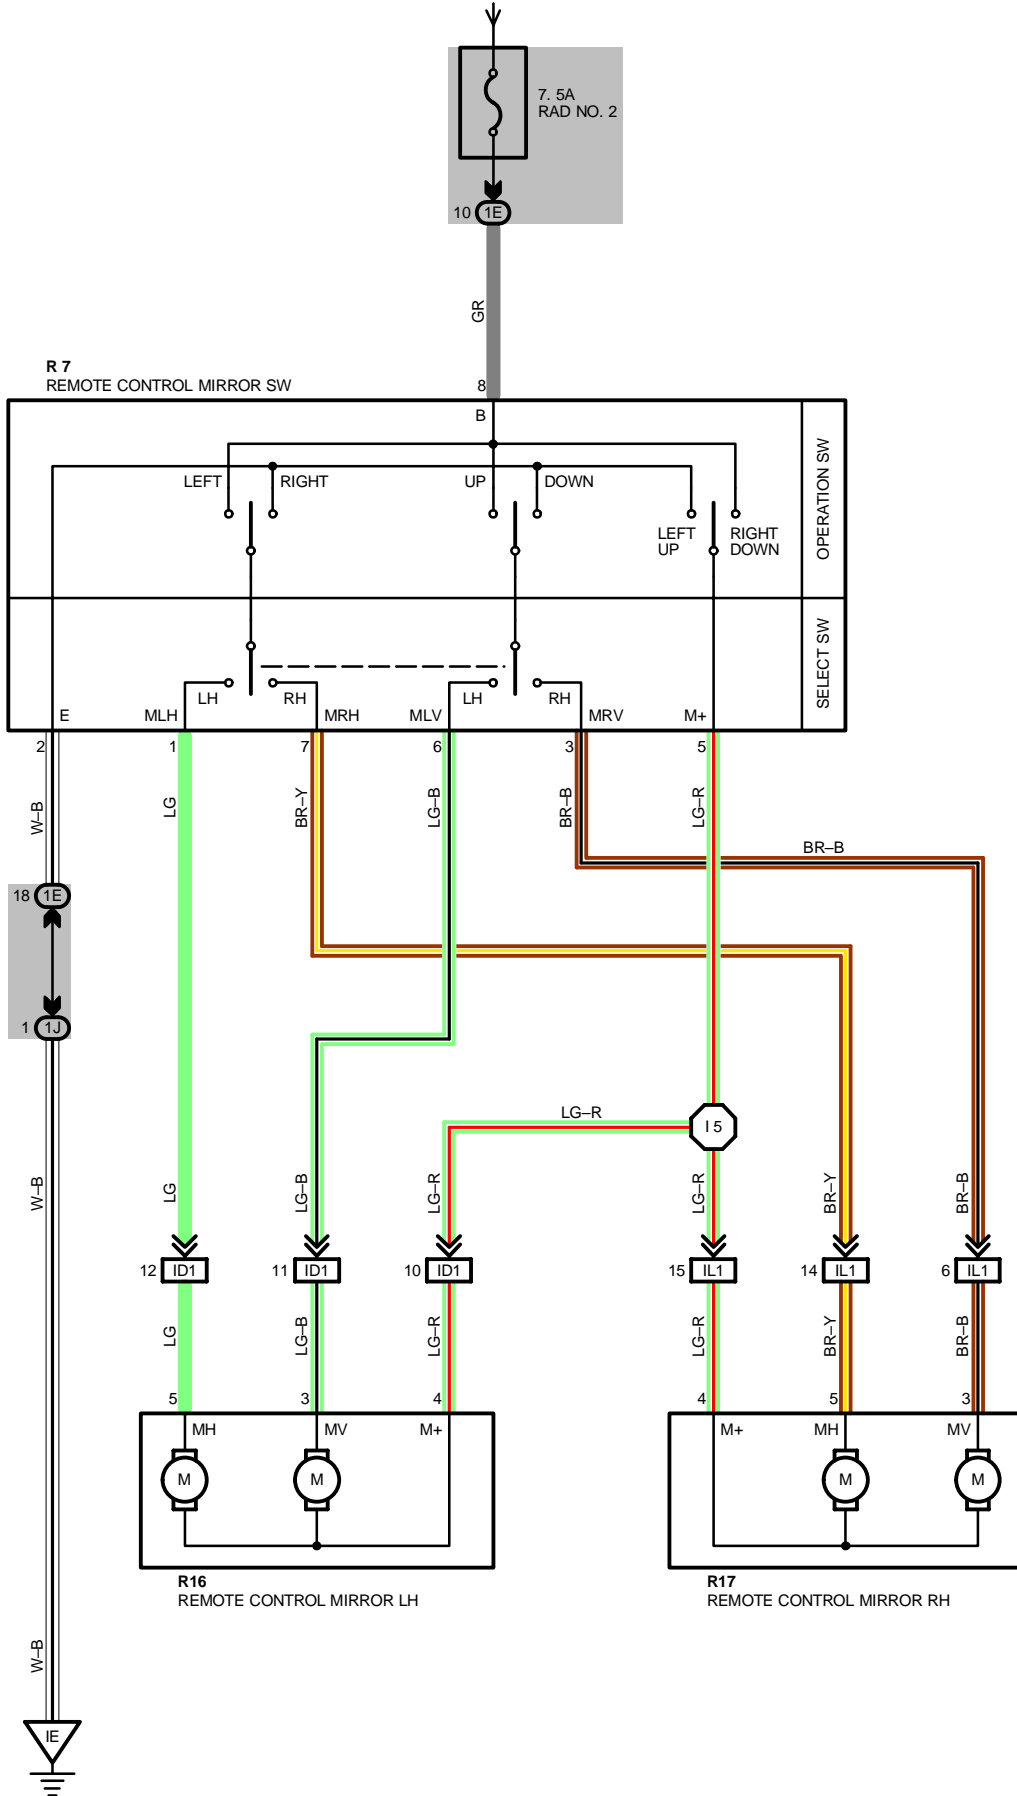 7. 5A
RAD NO. 2
10 1E
GR
R 7
REMOTE CONTROL MIRROR SW
8
B
OPERATION SW
LEFT RIGHT UP DOWN
LEFT RIGHT
UP DOWN
SELECT SW
LH RH LH RH
E MLH MRH MLV MRV M+
2 1 7 6 3 5
W–B LG BR–Y LG–B BR–B LG–R
BR–B
18 1E
1 1J
LG–R I 5
W–B LG LG–B LG–R LG–R BR–Y BR–B
12 ID1 11 ID1 10 ID1 15 IL1 14 IL1 6 IL1
LG LG–B LG–R LG–R BR–Y BR–B
5 3 4 4 5 3
MH MV M+ M+ MH MV
M M M M
R16 R17
REMOTE CONTROL MIRROR LH REMOTE CONTROL MIRROR RH
W–B
IE